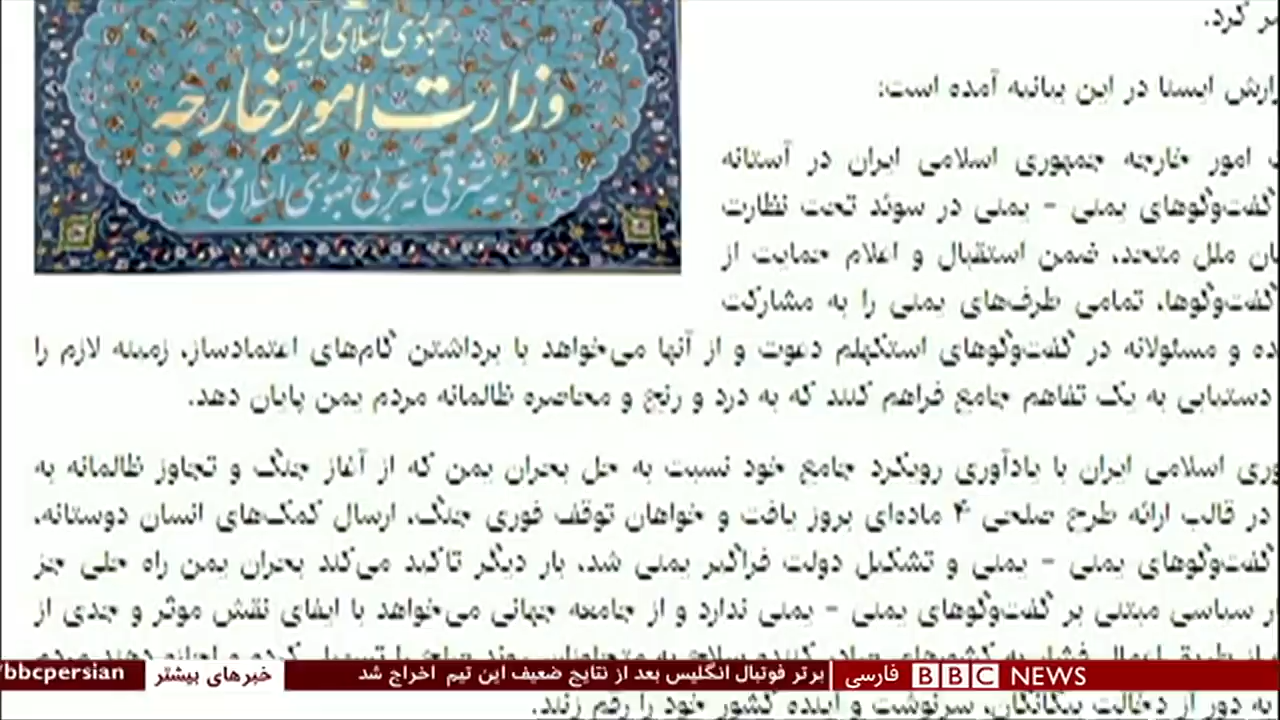 جمهوری اسلامی ایران
وزارت امور خارجه
نه شرقی نه غربی جمهوری اسلامی
کرد.
در این بیانیه آمده است:
امور خارجه جمهوری اسلامی ایران در آستانه
گفت‌وگوهای یمنی - یمنی در سوئد تحت نظارت
ملل متحد، ضمن استقبال و اعلام حمایت از
گفت‌وگوها، تمامی طرف‌های یمنی را به مشارکت
و مسئولانه در گفت‌وگوهای استکهلم دعوت و از آنها می‌خواهد با برداشتن گام‌های اعتمادساز، زمینه لازم را
دستیابی به یک تفاهم جامع فراهم کنند که به درد و رنج و محاصره ظالمانه مردم یمن پایان دهد.
اسلامی ایران با یادآوری رویکرد جامع خود نسبت به حل بحران یمن که از آغاز جنگ و تجاوز ظالمانه به
در قالب ارائه طرح صلحی ۴ ماده‌ای بروز یافت و خواهان توقف فوری جنگ، ارسال کمک‌های انسان دوستانه،
گفت‌وگوهای یمنی - یمنی و تشکیل دولت فراگیر یمنی شد، بار دیگر تاکید می‌کند بحران یمن راه حلی جز
سیاسی مبتنی بر گفت‌وگوهای یمنی - یمنی ندارد و از جامعه جهانی می‌خواهد با ایفای نقش موثر و جدی از
BBC NEWS فارسی
برتر فوتبال انگلیس بعد از نتایج ضعیف این تیم اخراج شد
خبرهای بیشتر
/bbcpersian
به دور از دخالت بیگانگان، سرنوشت و آینده کشور خود را رقم زنند.